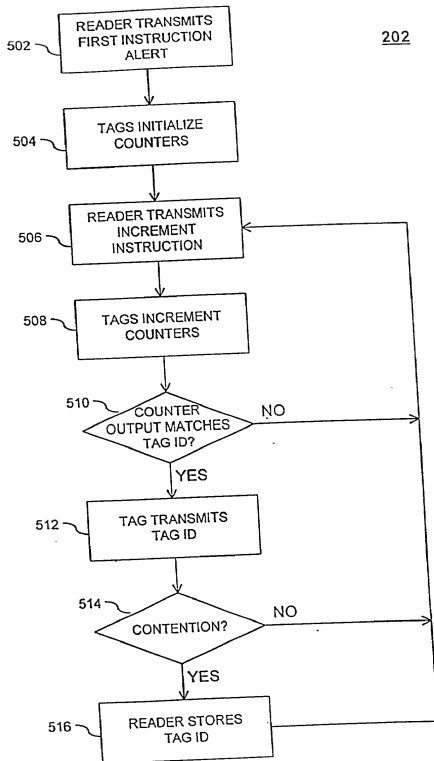 202
502
READER TRANSMITS
FIRST INSTRUCTION
ALERT
504
TAGS INITIALIZE
COUNTERS
506
READER TRANSMITS
INCREMENT
INSTRUCTION
508
TAGS INCREMENT
COUNTERS
510
COUNTER
OUTPUT MATCHES
TAG ID?
NO
YES
512
TAG TRANSMITS
TAG ID
514
CONTENTION?
NO
YES
516
READER STORES
TAG ID